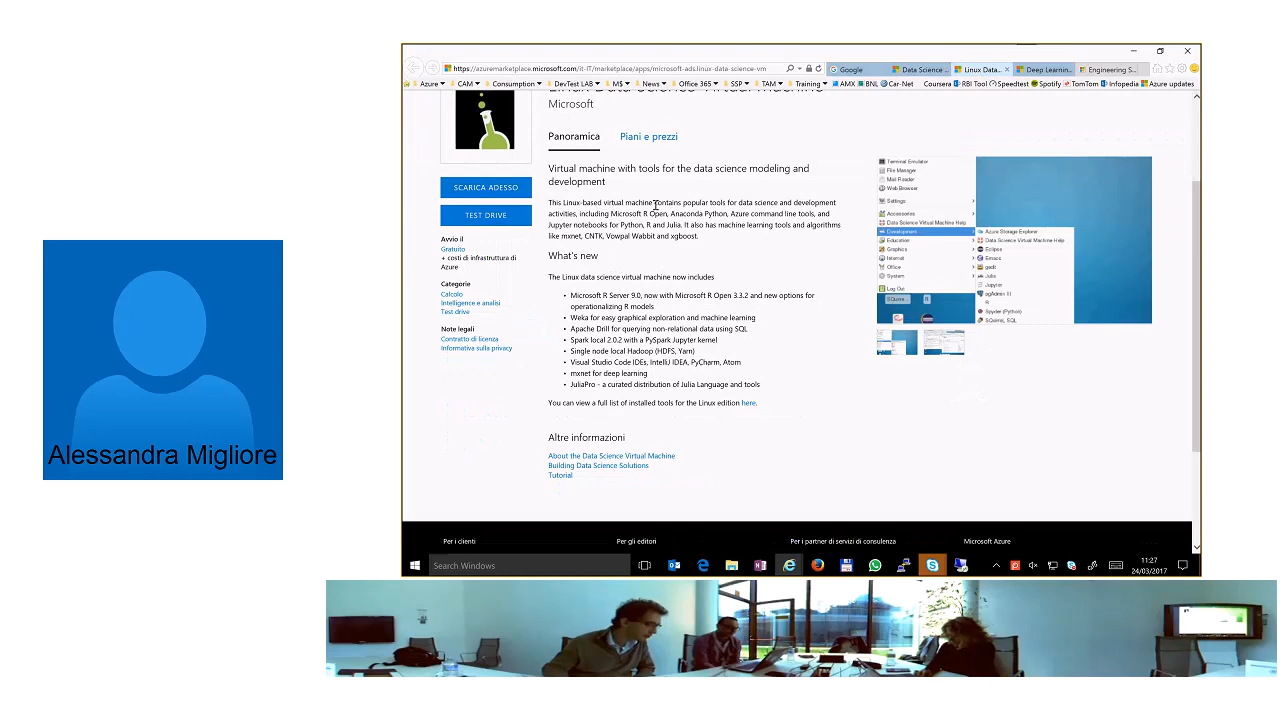 https://azuremarketplace.microsoft.com/it-IT/marketplace/apps/microsoft-ads.linux-data-science-vm
Google
Data Science ...
Linux Data...
Deep Learnin...
Engineering S...
Azure CAM Consumption DevTest LAB M$ News Office 365 SSP TAM Training AMX BNL Car-Net Coursera RBI Tool Speedtest Spotify TomTom Infopedia Azure updates
Microsoft
Panoramica Piani e prezzi
SCARICA ADESSO
TEST DRIVE
Avvio il
Gratuito
+ costi di infrastruttura di
Azure
Categorie
Calcolo
Intelligence e analisi
Test drive
Note legali
Contratto di licenza
Informativa sulla privacy
Virtual machine with tools for the data science modeling and
development
This Linux-based virtual machine contains popular tools for data science and development
activities, including Microsoft R Open, Anaconda Python, Azure command line tools, and
Jupyter notebooks for Python, R and Julia. It also has machine learning tools and algorithms
like mxnet, CNTK, Vowpal Wabbit and xgboost.
What's new
The Linux data science virtual machine now includes
• Microsoft R Server 9.0, now with Microsoft R Open 3.3.2 and new options for
operationalizing R models
• Weka for easy graphical exploration and machine learning
• Apache Drill for querying non-relational data using SQL
• Spark local 2.0.2 with a PySpark Jupyter kernel
• Single node local Hadoop (HDFS, Yarn)
• Visual Studio Code IDEs, IntelliJ IDEA, PyCharm, Atom
• mxnet for deep learning
• JuliaPro - a curated distribution of Julia Language and tools
You can view a full list of installed tools for the Linux edition here.
Altre informazioni
About the Data Science Virtual Machine
Building Data Science Solutions
Tutorial
Terminal Emulator
File Manager
Mail Reader
Web Browser
Settings
Accessories
Data Science Virtual Machine Help
Development
Education
Graphics
Internet
Office
System
Log Out
Azure Storage Explorer
Data Science Virtual Machine Help
Eclipse
Emacs
gedit
Julia
Jupyter
pgAdmin III
R
Spyder (Python)
SQuirreL SQL
R
Per i clienti Per gli editori Per i partner di servizi di consulenza Microsoft Azure
Search Windows
11:27
24/03/2017
Alessandra Migliore